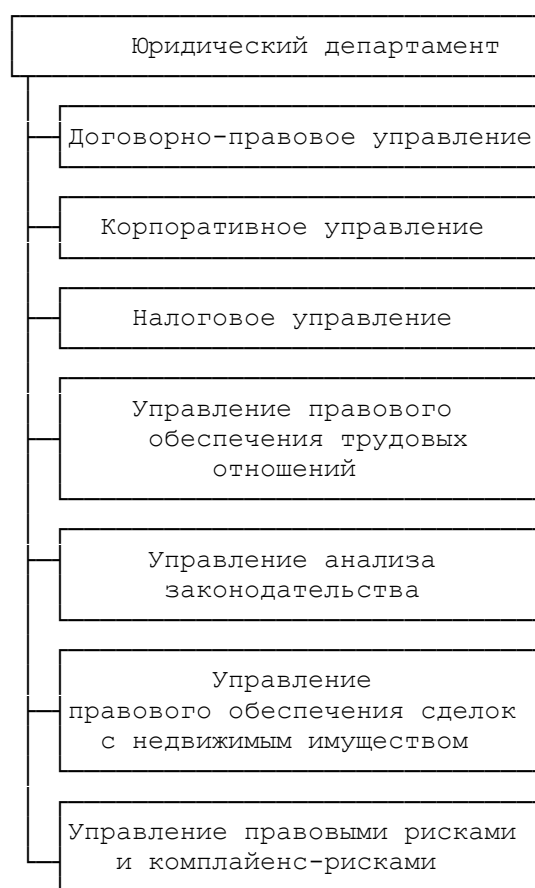 Юридический департамент
Договорно-правовое управление
Корпоративное управление
Налоговое управление
Управление правового
обеспечения трудовых
отношений
Управление анализа
законодательства
Управление
правового обеспечения сделок
с недвижимым имуществом
Управление правовыми рисками
и комплайенс-рисками